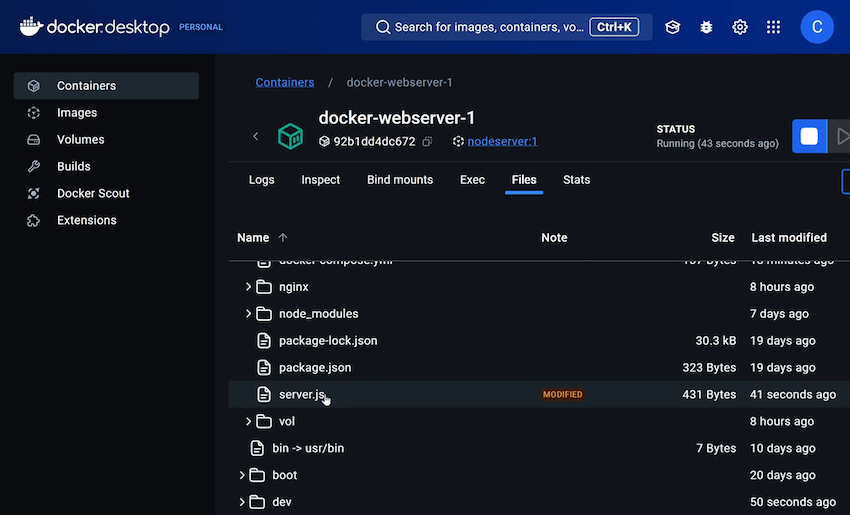 docker.desktop PERSONAL Search for images, containers, vo... Ctrl+K C
Containers
Images
Volumes
Builds
Docker Scout
Extensions
Containers / docker-webserver-1
docker-webserver-1
92b1dd4dc672 nodeserver:1
STATUS
Running (43 seconds ago)
Logs Inspect Bind mounts Exec Files Stats
Name Note Size Last modified
docker-compose.yml 137 Bytes minutes ago
nginx 8 hours ago
node_modules 7 days ago
package-lock.json 30.3 kB 19 days ago
package.json 323 Bytes 19 days ago
server.js MODIFIED 431 Bytes 41 seconds ago
vol 8 hours ago
bin -> usr/bin 7 Bytes 10 days ago
boot 20 days ago
dev 50 seconds ago